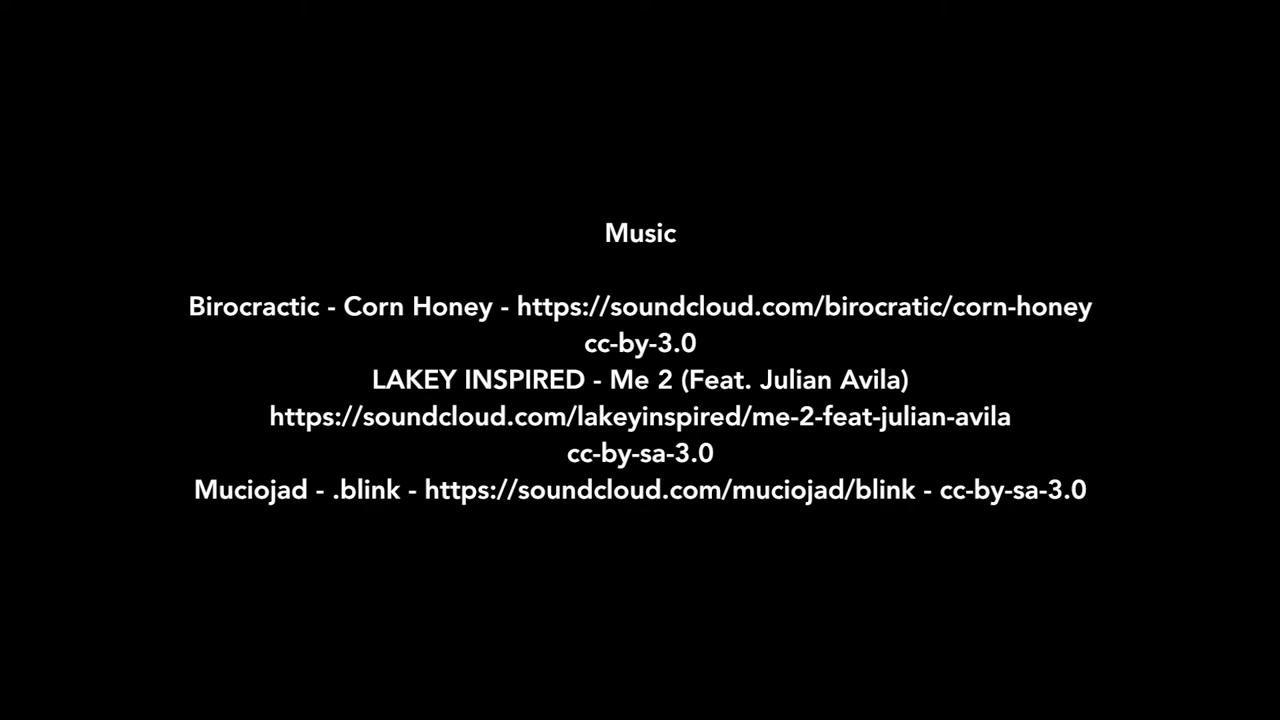 Music
Birocractic - Corn Honey - https://soundcloud.com/birocratic/corn-honey
cc-by-3.0
LAKEY INSPIRED - Me 2 (Feat. Julian Avila)
https://soundcloud.com/lakeyinspired/me-2-feat-julian-avila
cc-by-sa-3.0
Muciojad - .blink - https://soundcloud.com/muciojad/blink - cc-by-sa-3.0